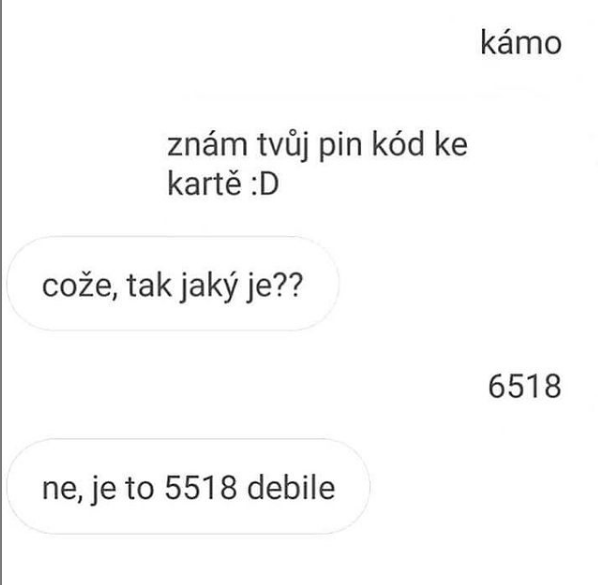 kámo
znám tvůj pin kód ke
kartě :D
cože, tak jaký je??
6518
ne, je to 5518 debile